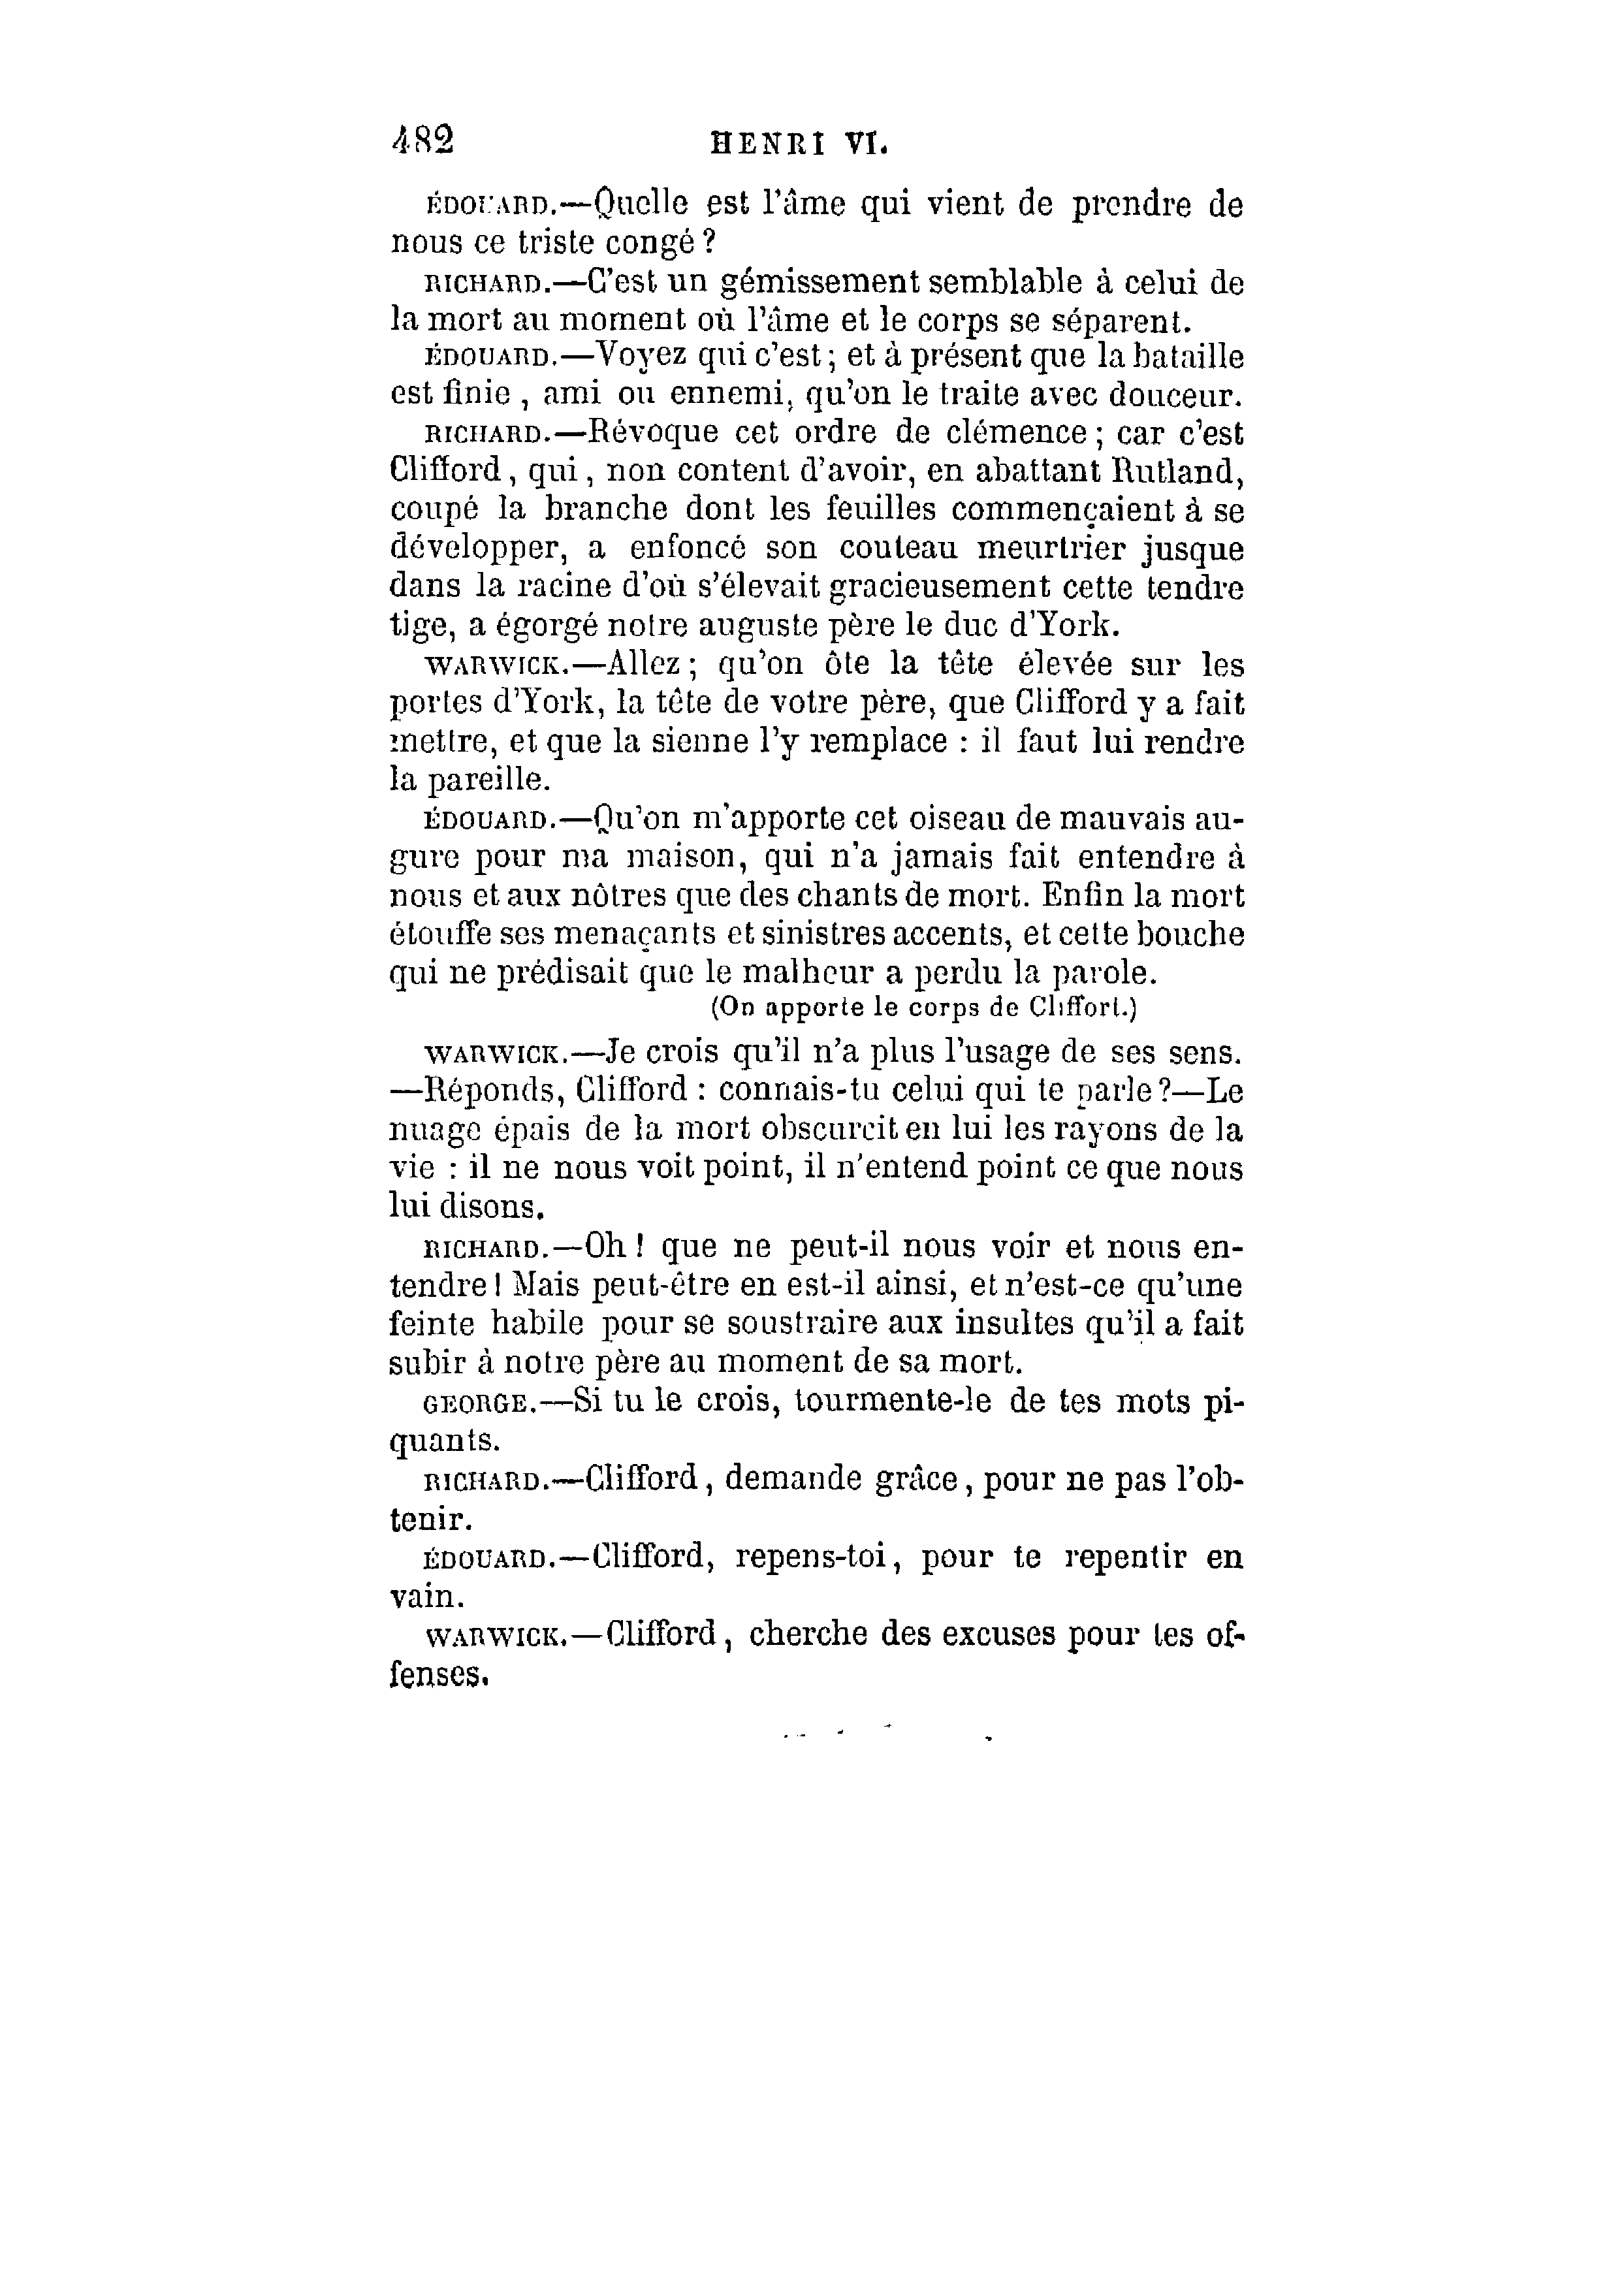 482 HENRI VI.
ÉDOUARD.—Quelle est l'âme qui vient de prendre de
nous ce triste congé ?
RICHARD.—C'est un gémissement semblable à celui de
la mort au moment où l'âme et le corps se séparent.
ÉDOUARD.—Voyez qui c'est ; et à présent que la bataille
est finie , ami ou ennemi, qu'on le traite avec douceur.
RICHARD.—Révoque cet ordre de clémence ; car c'est
Clifford , qui , non content d'avoir, en abattant Rutland,
coupé la branche dont les feuilles commençaient à se
développer, a enfoncé son couteau meurtrier jusque
dans la racine d'où s'élevait gracieusement cette tendre
tige, a égorgé notre auguste père le duc d'York.
WARWICK.—Allez ; qu'on ôte la tête élevée sur les
portes d'York, la tête de votre père, que Clifford y a fait
mettre, et que la sienne l'y remplace : il faut lui rendre
la pareille.
ÉDOUARD.—Qu'on m'apporte cet oiseau de mauvais au-
gure pour ma maison, qui n'a jamais fait entendre à
nous et aux nôtres que des chants de mort. Enfin la mort
étouffe ses menaçants et sinistres accents, et cette bouche
qui ne prédisait que le malheur a perdu la parole.
(On apporte le corps de Cliffort.)
WARWICK.—Je crois qu'il n'a plus l'usage de ses sens.
—Réponds, Clifford : connais-tu celui qui te parle ?—Le
nuage épais de la mort obscurcit en lui les rayons de la
vie : il ne nous voit point, il n'entend point ce que nous
lui disons.
RICHARD.—Oh ! que ne peut-il nous voir et nous en-
tendre ! Mais peut-être en est-il ainsi, et n'est-ce qu'une
feinte habile pour se soustraire aux insultes qu'il a fait
subir à notre père au moment de sa mort.
GEORGE.—Si tu le crois, tourmente-le de tes mots pi-
quants.
RICHARD.—Clifford , demande grâce , pour ne pas l'ob-
tenir.
ÉDOUARD.—Clifford, repens-toi, pour te repentir en
vain.
WARWICK.—Clifford , cherche des excuses pour tes of-
fenses.